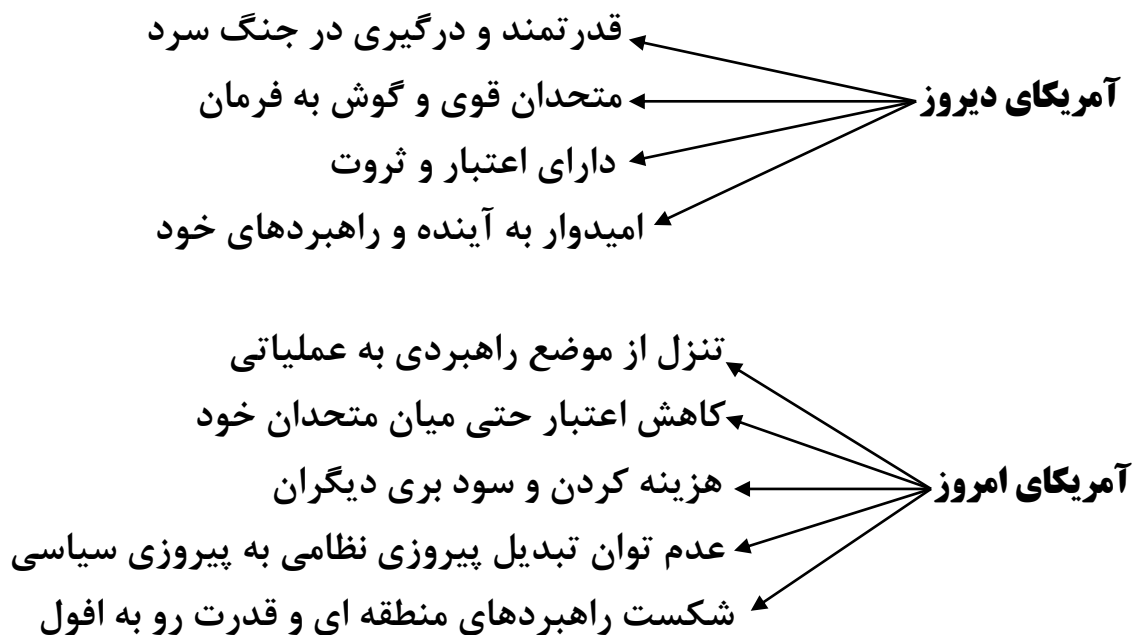 قدرتمند و درگیری در جنگ سرد
آمریکای دیروز
متحدان قوی و گوش به فرمان
دارای اعتبار و ثروت
امیدوار به آینده و راهبردهای خود
تنزل از موضع راهبردی به عملیاتی
کاهش اعتبار حتی میان متحدان خود
آمریکای امروز
هزینه کردن و سود بری دیگران
عدم توان تبدیل پیروزی نظامی به پیروزی سیاسی
شکست راهبردهای منطقه ای و قدرت رو به افول